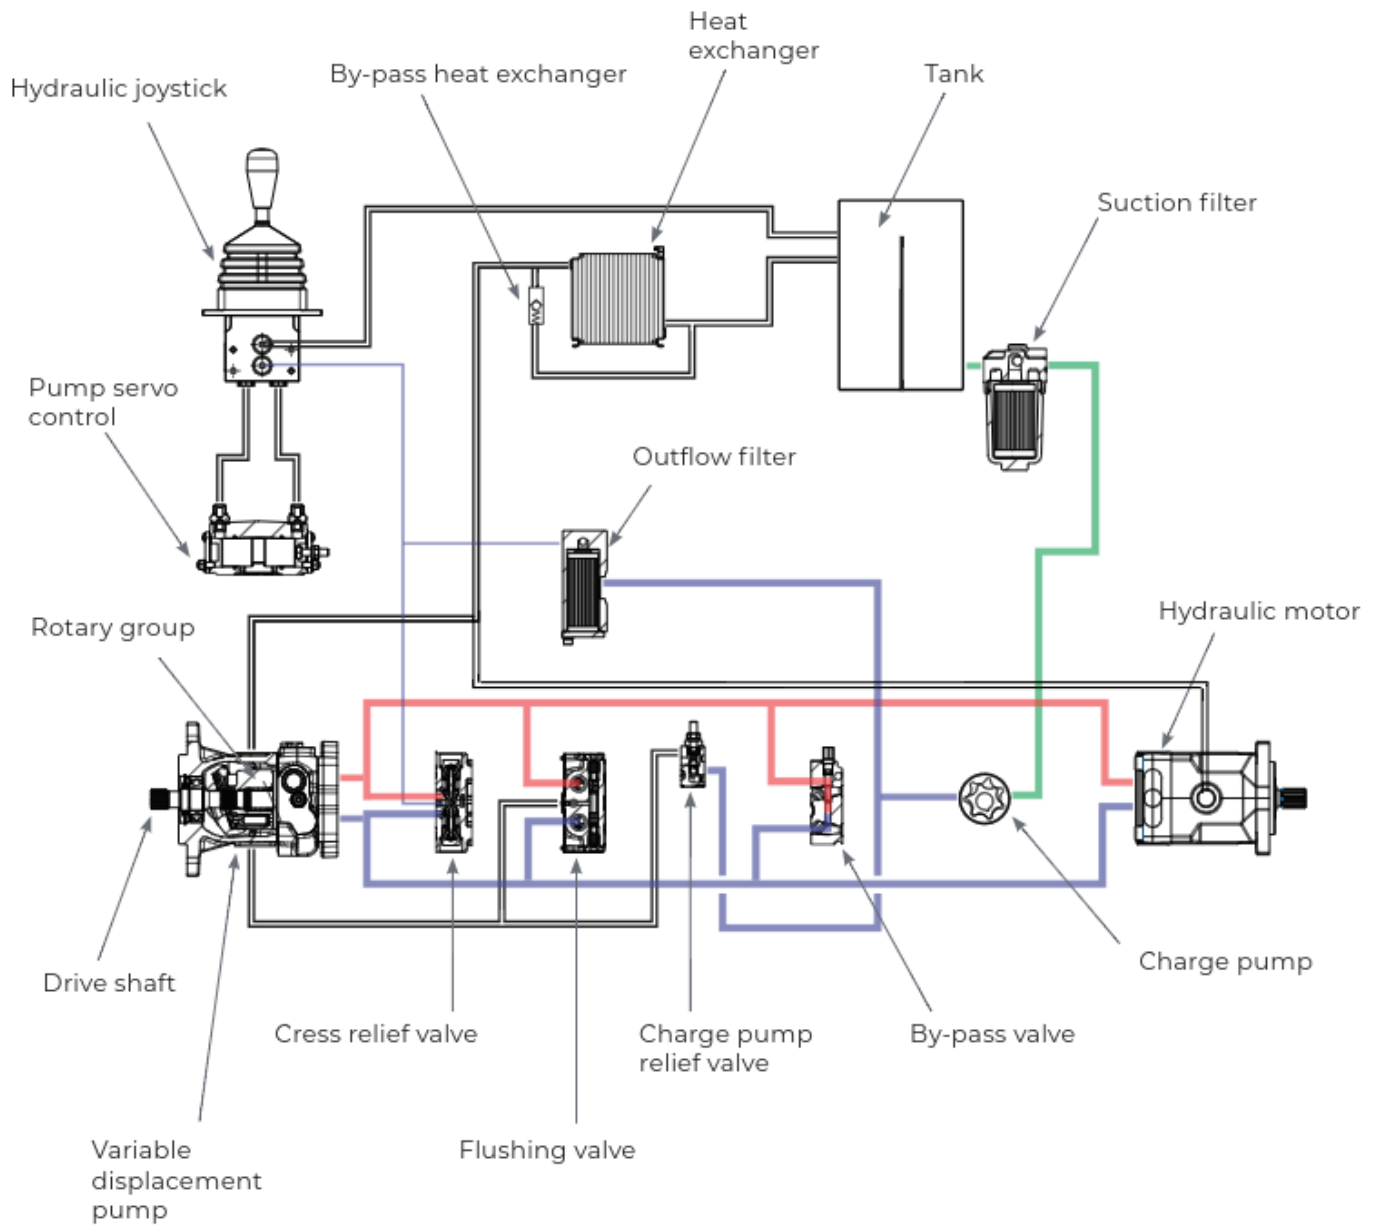 Heat
exchanger
By-pass heat exchanger
Tank
Hydraulic joystick
Suction filter
Pump servo
control
Outflow filter
Hydraulic motor
Rotary group
Charge pump
Drive shaft
Cress relief valve
Charge pump
relief valve
By-pass valve
Variable
displacement
pump
Flushing valve